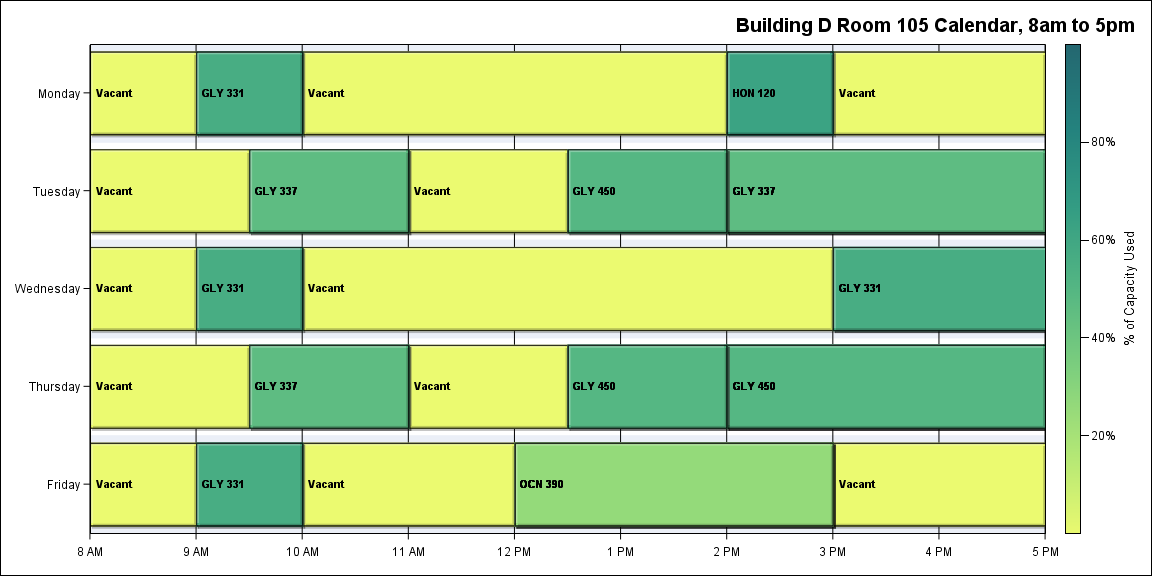 Building D Room 105 Calendar, 8am to 5pm
Monday
Vacant
GLY 331
Vacant
HON 120
Vacant
Tuesday
Vacant
GLY 337
Vacant
GLY 450
GLY 337
Wednesday
Vacant
GLY 331
Vacant
GLY 331
Thursday
Vacant
GLY 337
Vacant
GLY 450
GLY 450
Friday
Vacant
GLY 331
Vacant
OCN 390
Vacant
8 AM
9 AM
10 AM
11 AM
12 PM
1 PM
2 PM
3 PM
4 PM
5 PM
80%
60%
40%
20%
% of Capacity Used